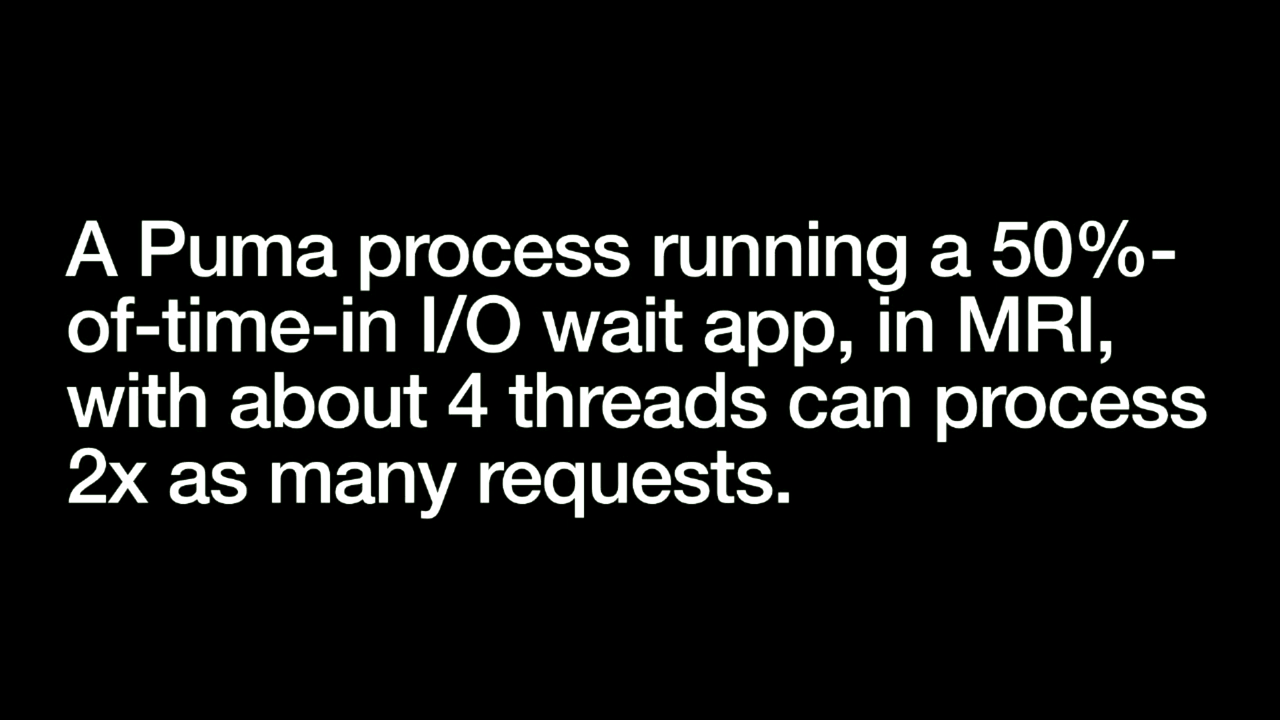 A Puma process running a 50%-
of-time-in I/O wait app, in MRI,
with about 4 threads can process
2x as many requests.